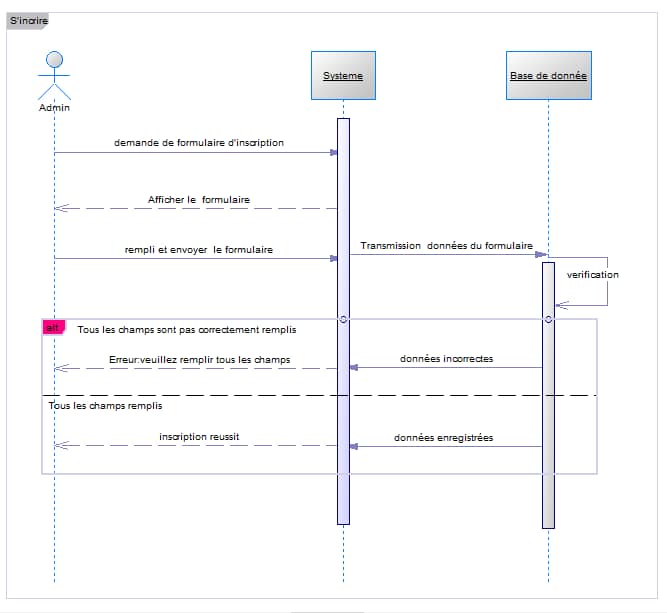 S'incrire
Systeme
Base de donnée
Admin
demande de formulaire d'inscription
Afficher le formulaire
rempli et envoyer le formulaire
Transmission données du formulaire
verification
alt
Tous les champs sont pas correctement remplis
Erreur:veuillez remplir tous les champs
données incorrectes
Tous les champs remplis
inscription reussit
données enregistrées